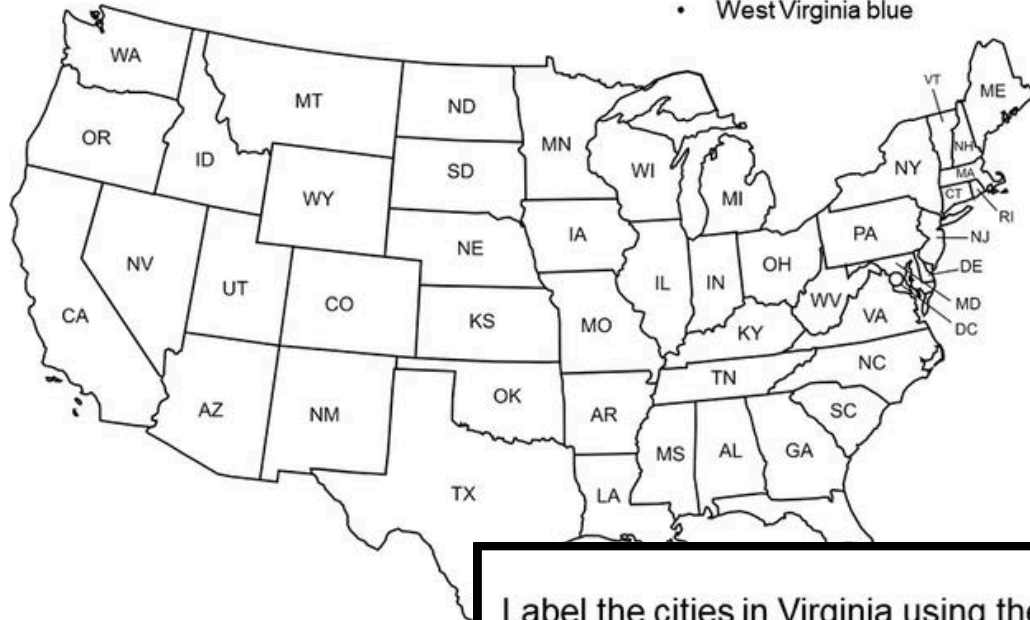 • West Virginia blue
WA
MT
ND
MN
VT
ME
OR
ID
SD
WI
MI
NY
NH
MA
CT
RI
WY
IA
PA
NJ
NE
NV
UT
CO
IL
IN
OH
DE
WV
MD
CA
KS
MO
KY
VA
DC
TN
NC
AZ
NM
OK
AR
SC
MS
AL
GA
TX
LA
Label the cities in Virginia using the